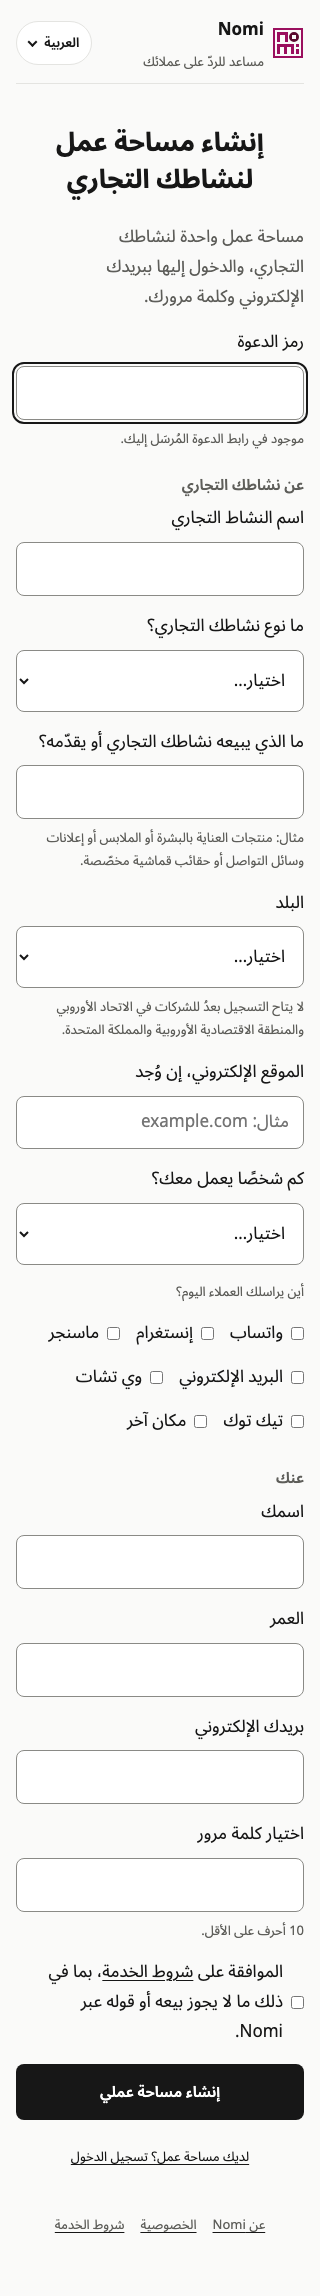 Nomi
مساعد للردّ على عملائك
العربية
إنشاء مساحة عمل
لنشاطك التجاري
مساحة عمل واحدة لنشاطك
التجاري، والدخول إليها ببريدك
الإلكتروني وكلمة مرورك.
رمز الدعوة
موجود في رابط الدعوة المُرسَل إليك.
عن نشاطك التجاري
اسم النشاط التجاري
ما نوع نشاطك التجاري؟
اختيار...
ما الذي يبيعه نشاطك التجاري أو يقدّمه؟
مثال: منتجات العناية بالبشرة أو الملابس أو إعلانات
وسائل التواصل أو حقائب قماشية مخصّصة.
البلد
اختيار...
لا يتاح التسجيل بعدُ للشركات في الاتحاد الأوروبي
والمنطقة الاقتصادية الأوروبية والمملكة المتحدة.
الموقع الإلكتروني، إن وُجد
مثال: example.com
كم شخصًا يعمل معك؟
اختيار...
أين يراسلك العملاء اليوم؟
واتساب إنستغرام ماسنجر
البريد الإلكتروني وي تشات
تيك توك مكان آخر
عنك
اسمك
العمر
بريدك الإلكتروني
اختيار كلمة مرور
10 أحرف على الأقل.
الموافقة على شروط الخدمة، بما في
ذلك ما لا يجوز بيعه أو قوله عبر
Nomi.
إنشاء مساحة عملي
لديك مساحة عمل؟ تسجيل الدخول
عن Nomi الخصوصية شروط الخدمة